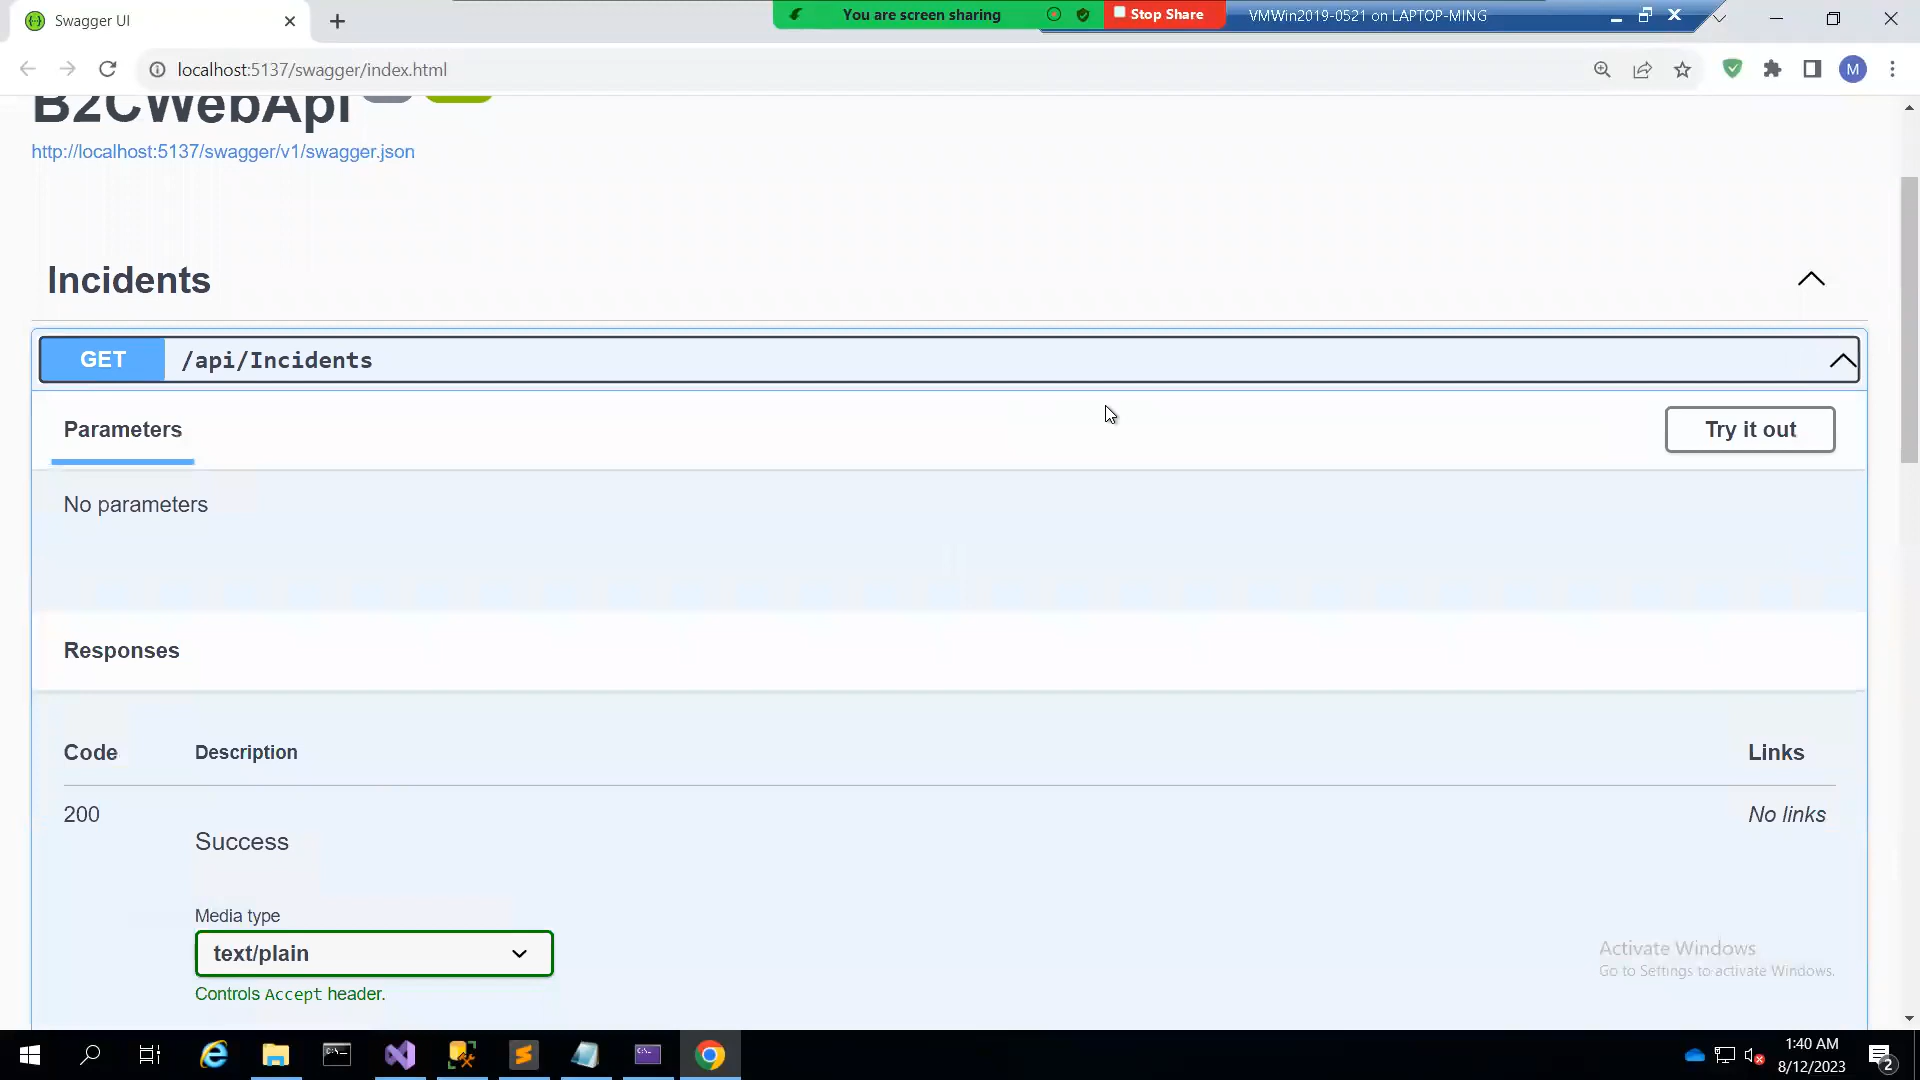 Swagger UI
You are screen sharing
Stop Share
VMWin2019-0521 on LAPTOP-MING
localhost:5137/swagger/index.html
M
B2CWebApi
http://localhost:5137/swagger/v1/swagger.json
Incidents
GET /api/Incidents
Parameters
Try it out
No parameters
Responses
Code Description Links
200 No links
Success
Media type
text/plain
Controls Accept header.
Activate Windows
Go to Settings to activate Windows.
1:40 AM
8/12/2023
2